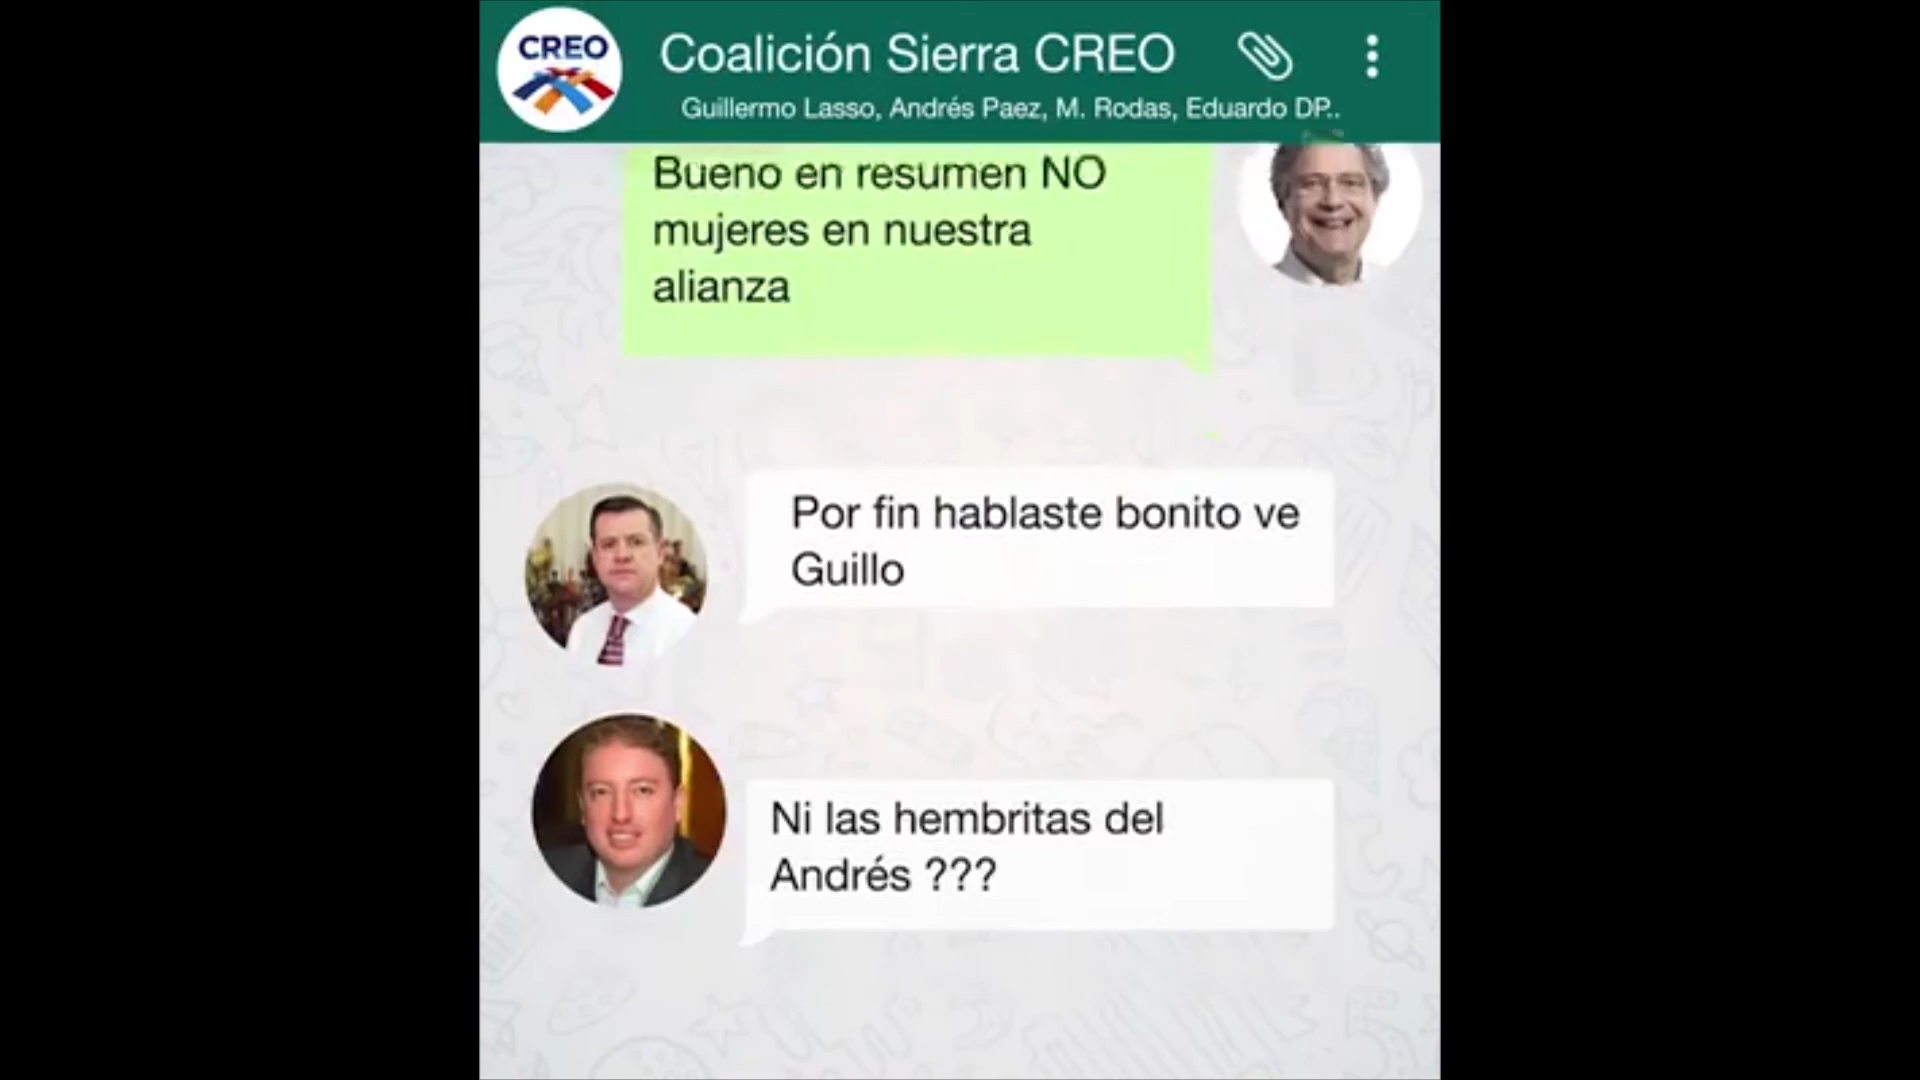 CREO
Coalición Sierra CREO
Guillermo Lasso, Andrés Paez, M. Rodas, Eduardo DP..
Bueno en resumen NO
mujeres en nuestra
alianza
Por fin hablaste bonito ve
Guillo
Ni las hembritas del
Andrés ???